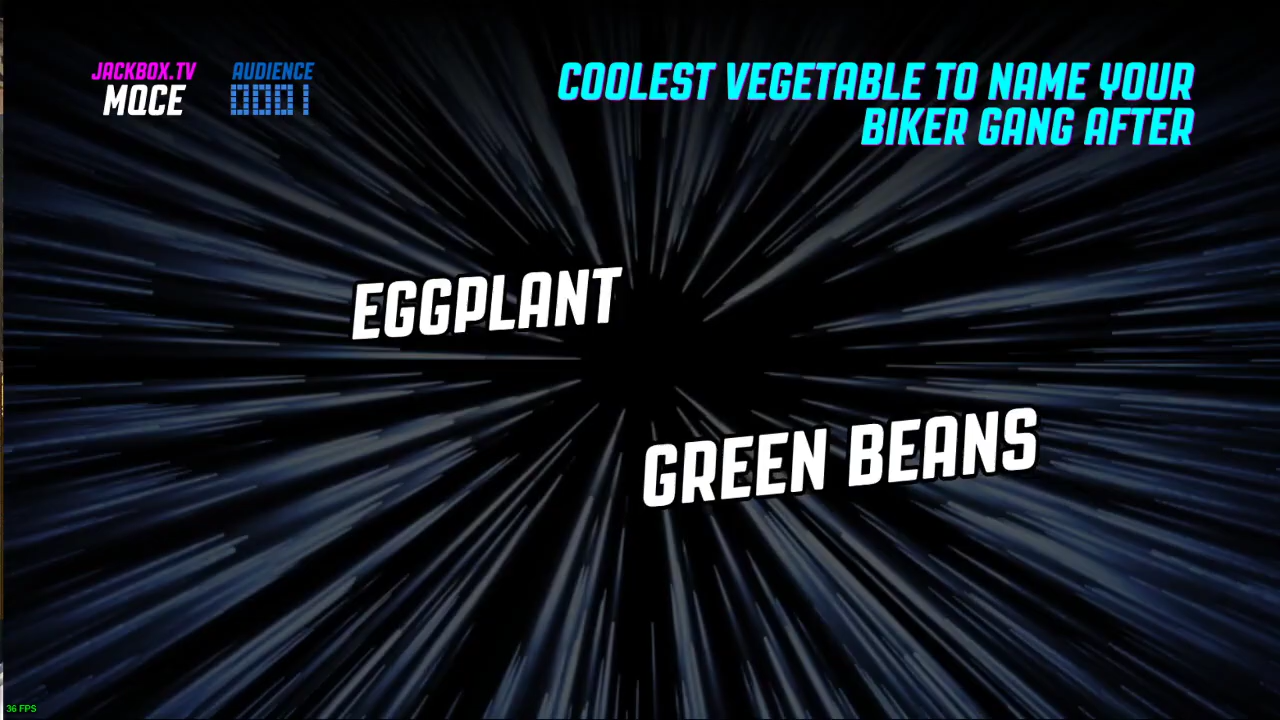 JACKBOX.TV
MQCE
AUDIENCE
0001
COOLEST VEGETABLE TO NAME YOUR
BIKER GANG AFTER
EGGPLANT
GREEN BEANS
36 FPS